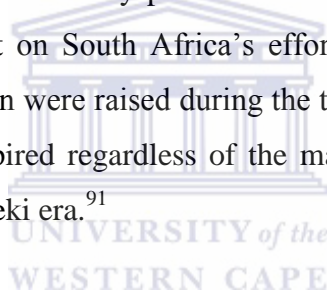 t on South Africa's effor
n were raised during the t
pired regardless of the ma
eki era.91
UNIVERSITY of the
WESTERN CAPE